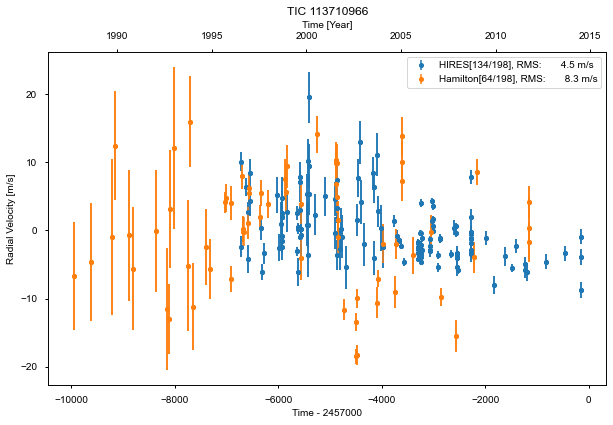 TIC 113710966
Time [Year]
1990 1995 2000 2005 2010 2015
HIRES[134/198], RMS: 4.5 m/s
Hamilton[64/198], RMS: 8.3 m/s
Radial Velocity [m/s]
20
10
0
−10
−20
−10000 −8000 −6000 −4000 −2000 0
Time - 2457000